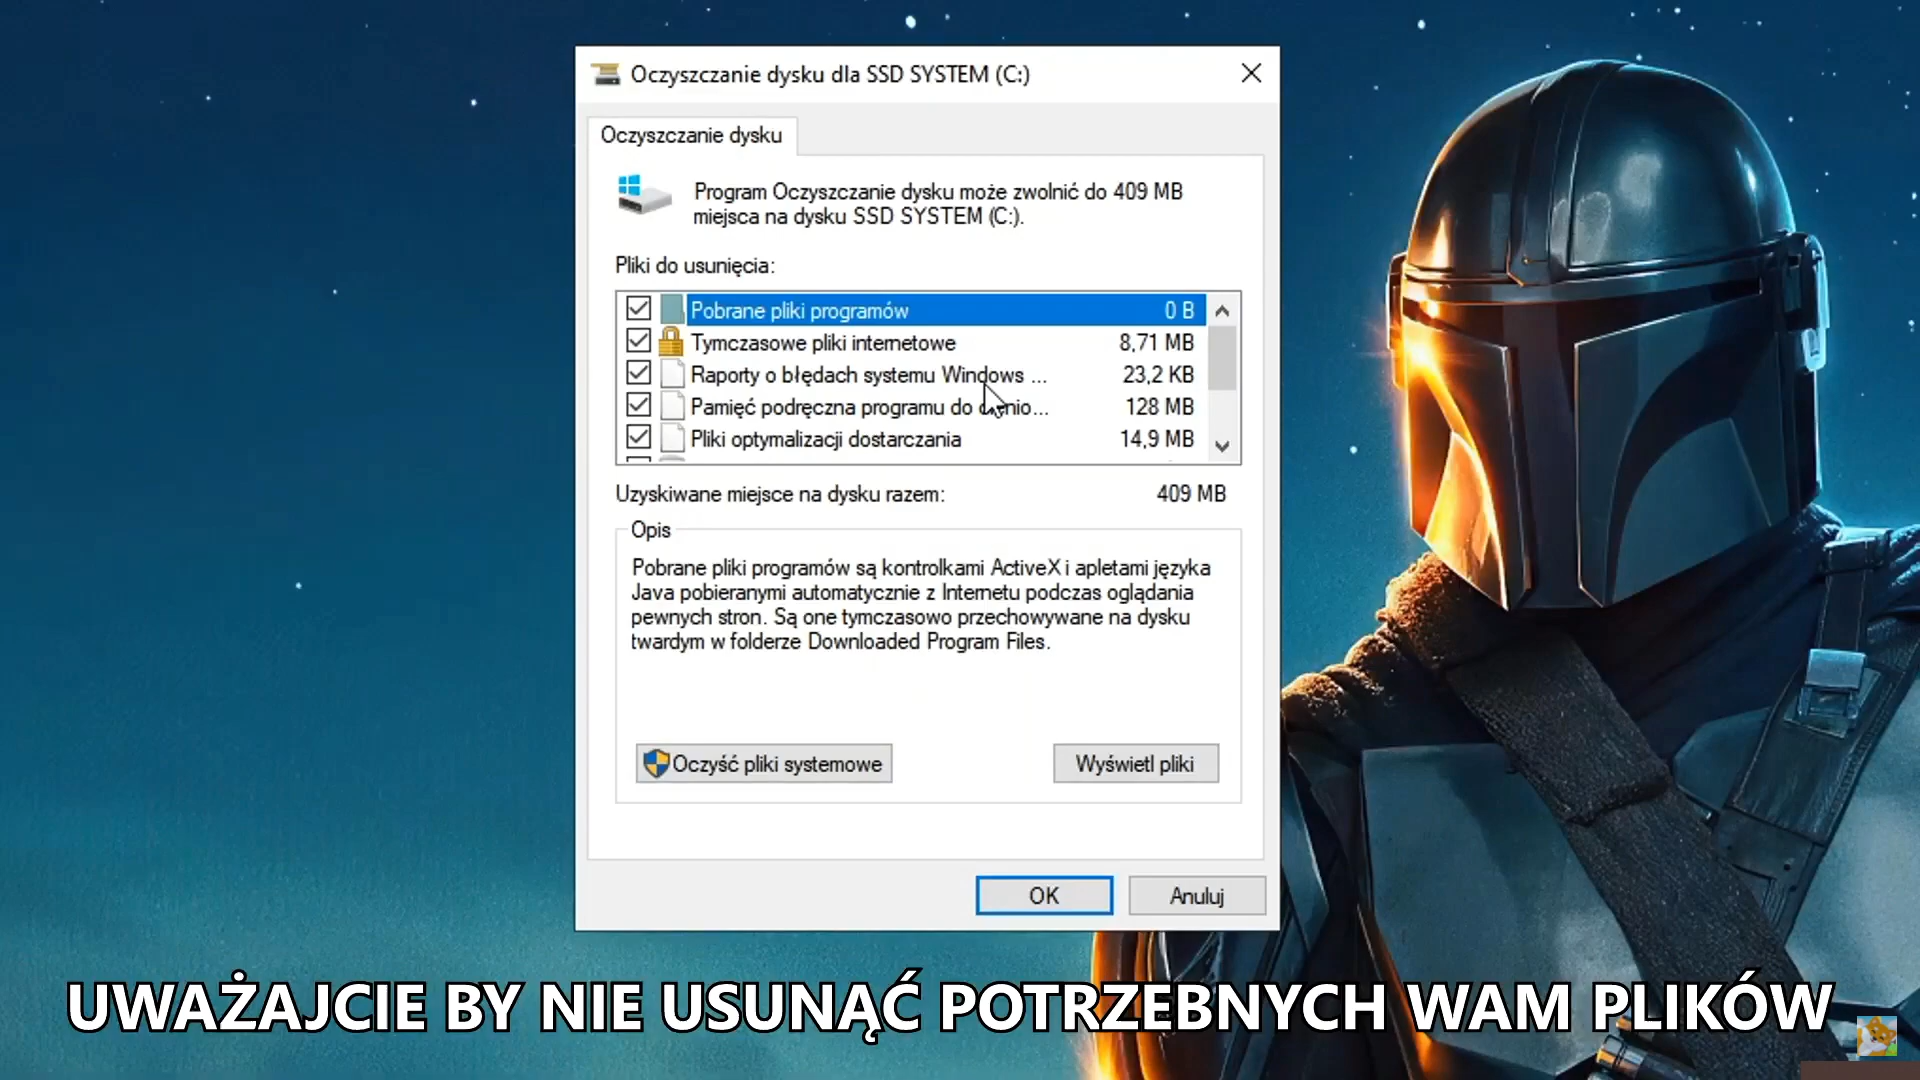 Oczyszczanie dysku dla SSD SYSTEM (C:)
Oczyszczanie dysku
Program Oczyszczanie dysku może zwolnić do 409 MB
miejsca na dysku SSD SYSTEM (C:).
Pliki do usunięcia:
Pobrane pliki programów 0 B
Tymczasowe pliki internetowe 8,71 MB
Raporty o błędach systemu Windows ... 23,2 KB
Pamięć podręczna programu do 128 MB
Pliki optymalizacji dostarczania 14,9 MB
Uzyskiwane miejsce na dysku razem: 409 MB
Opis
Pobrane pliki programów są kontrolkami ActiveX i apletami języka
Java pobieranymi automatycznie z Internetu podczas oglądania
pewnych stron. Są one tymczasowo przechowywane na dysku
twardym w folderze Downloaded Program Files.
Oczyść pliki systemowe
Wyświetl pliki
OK
Anuluj
UWAŻAJCIE BY NIE USUNĄĆ POTRZEBNYCH WAM PLIKÓW